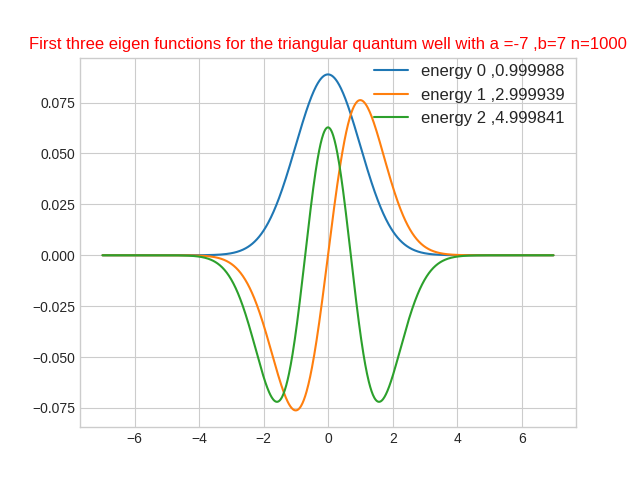 First three eigen functions for the triangular quantum well with a =-7 ,b=7 n=1000
energy 0 ,0.999988
energy 1 ,2.999939
energy 2 ,4.999841
0.075
0.050
0.025
0.000
−0.025
−0.050
−0.075
−6 −4 −2 0 2 4 6